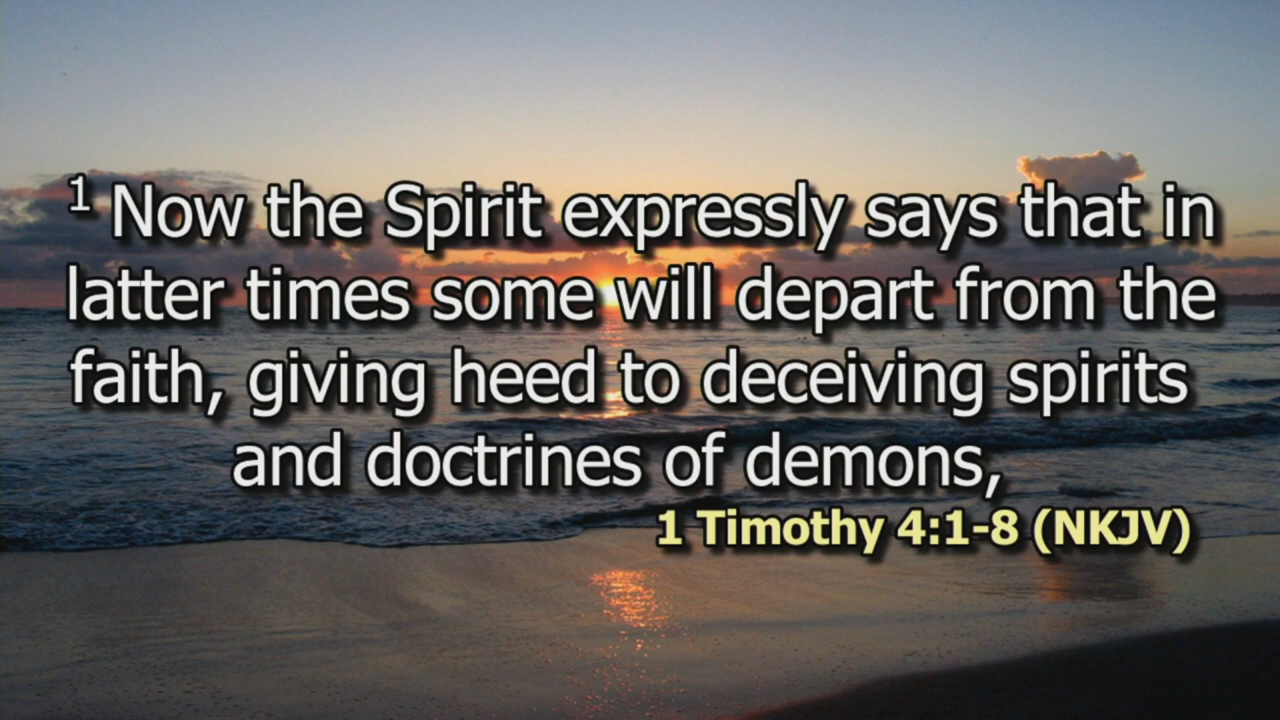 1 Now the Spirit expressly says that in
latter times some will depart from the
faith, giving heed to deceiving spirits
and doctrines of demons,
1 Timothy 4:1-8 (NKJV)